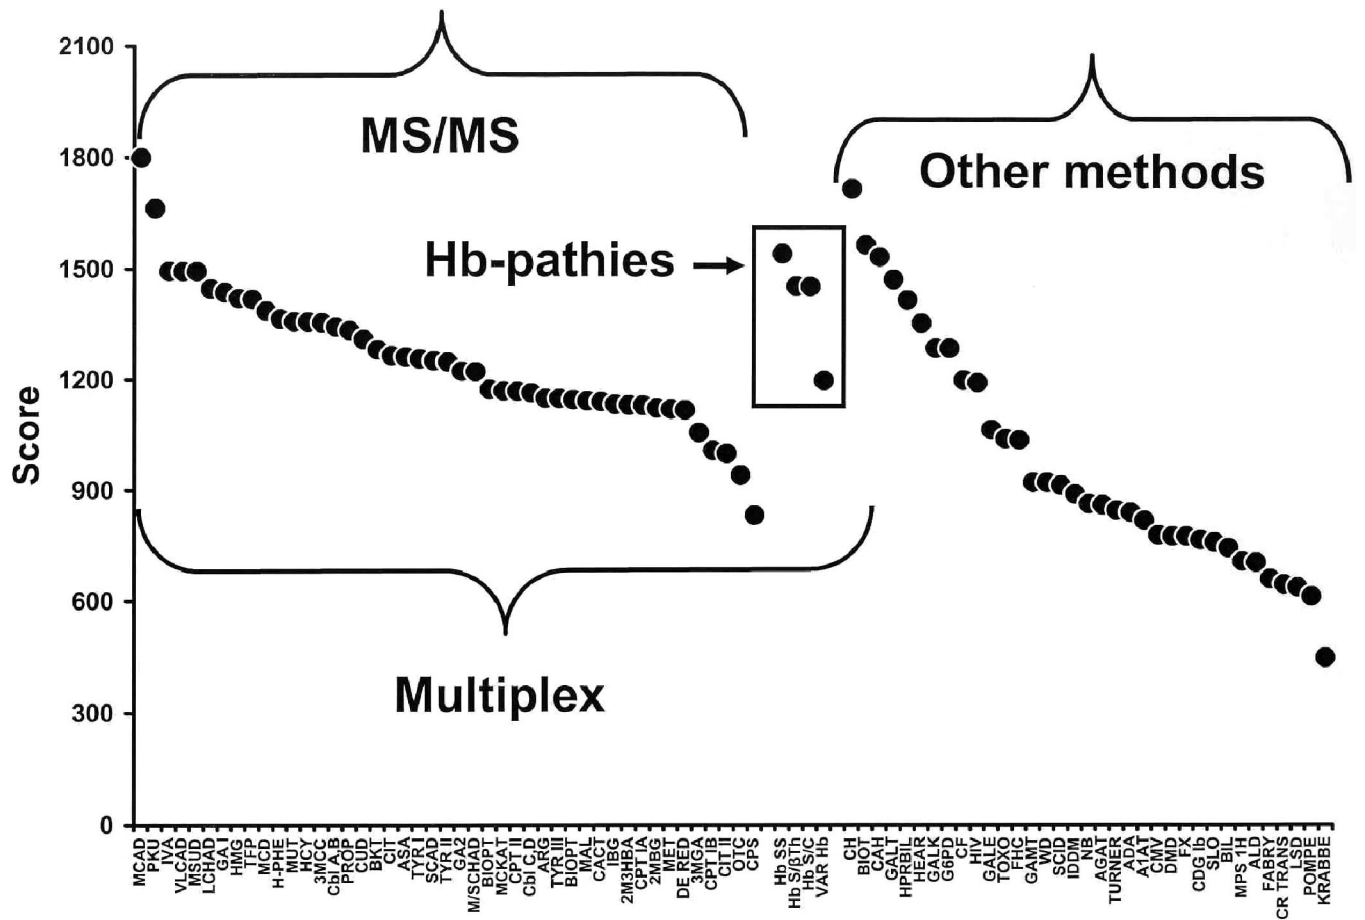 2100
1800
1500
1200
900
600
300
0
Score
MS/MS
Other methods
Hb-pathies
Multiplex
MCAD
PKU
IVA
VLCAD
MSUD
LCHAD
GA I
HMG
TFP
MCD
H-PHE
MUT
HCY
3MCC
Cbl A,B
PROP
CUD
BKT
CIT
ASA
TYR I
SCAD
TYR II
GA2
M/SCHAD
BIOPT
MCKAT
CPT II
Cbl C,D
ARG
TYR III
BIOPT
MAL
CACT
IBG
2M3HBA
CPT IA
2MBG
MET
DE RED
3MGA
CPT IB
CIT II
OTC
CPS
Hb SS
Hb S/βTh
Hb S/C
VAR Hb
CH
BIOT
CAH
GALT
HPRBIL
HEAR
GALK
G6PD
CF
HIV
GALE
TOXO
FHC
GAMT
WD
SCID
IDDM
NB
AGAT
TURNER
ADA
A1AT
CMV
DMD
FX
CDG Ib
SLO
BIL
MPS 1H
ALD
FABRY
CR TRANS
LSD
POMPE
KRABBE